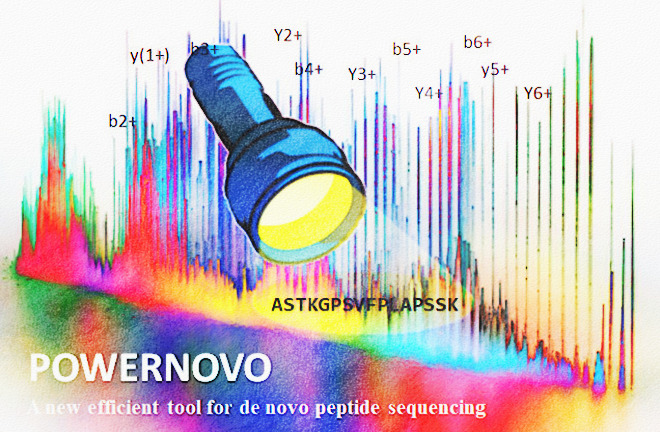 Y2+
b6+
b3+
b5+
y(1+)
b4+
Y3+
y5+
Y4+
Y6+
b2+
ASTKGPSVFPLAPSSK
POWERNOVO
A new efficient tool for de novo peptide sequencing